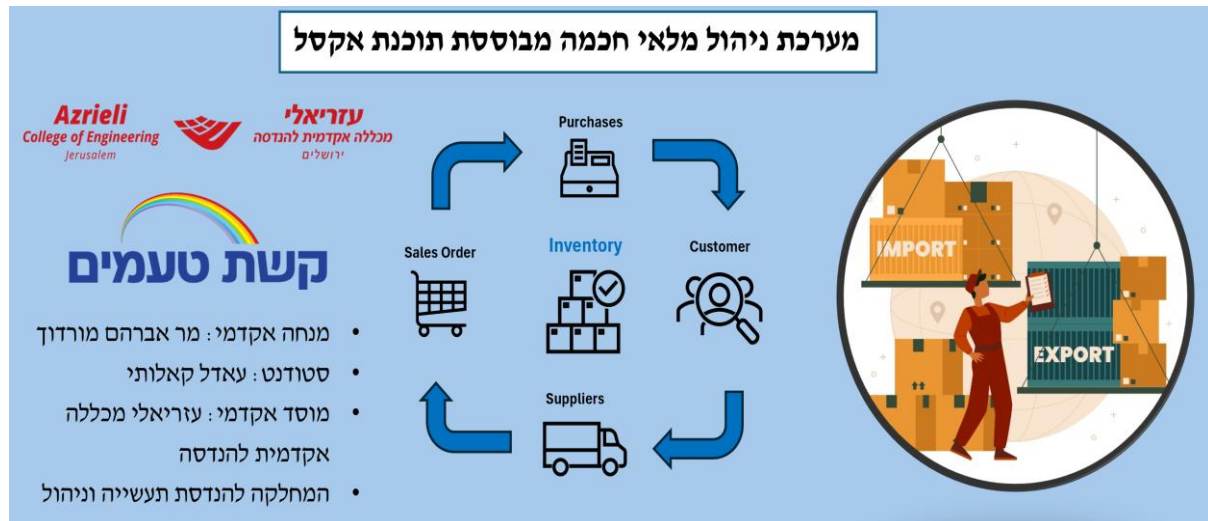 מערכת ניהול מלאי חכמה מבוססת תוכנת אקסל
Azrieli
College of Engineering
Jerusalem
עזריאלי
מכללה אקדמית להנדסה
ירושלים
קשת טעמים
• מנחה אקדמי : מר אברהם מורדוך
• סטודנט : עאדל קאלותי
• מוסד אקדמי : עזריאלי מכללה
אקדמית להנדסה
• המחלקה להנדסת תעשייה וניהול
Purchases
Sales Order
Inventory
Customer
Suppliers
IMPORT
EXPORT